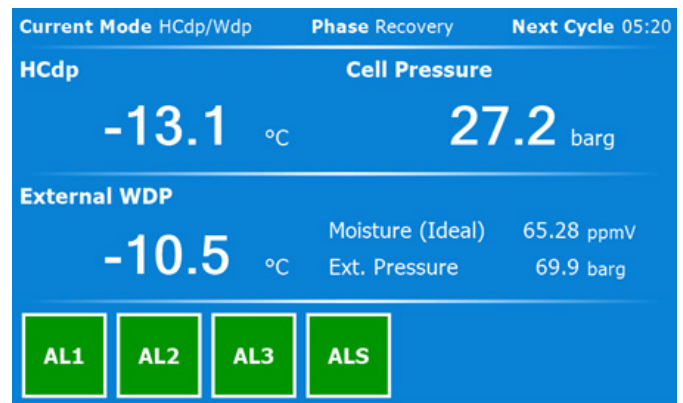 Current Mode HCdp/Wdp Phase Recovery Next Cycle 05:20
HCdp Cell Pressure
-13.1 °C 27.2 barg
External WDP
Moisture (Ideal) 65.28 ppmV
-10.5 °C Ext. Pressure 69.9 barg
AL1 AL2 AL3 ALS